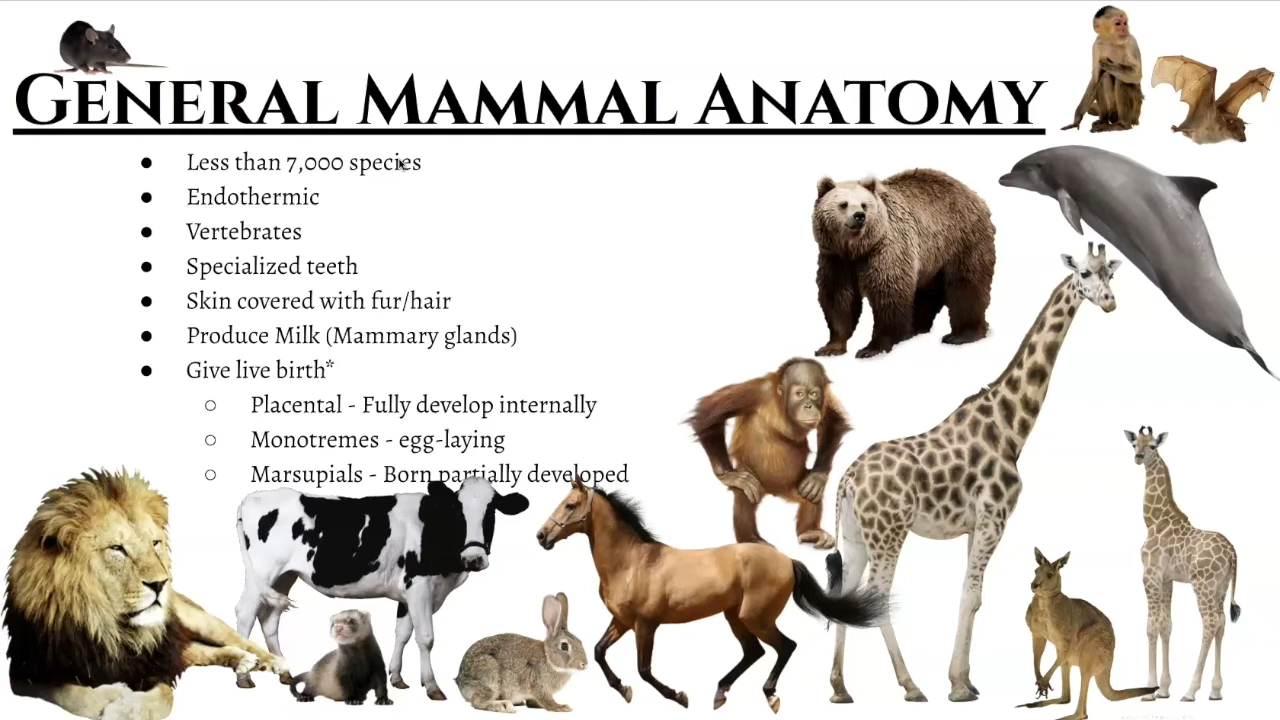 General Mammal Anatomy
● Less than 7,000 species
● Endothermic
● Vertebrates
● Specialized teeth
● Skin covered with fur/hair
● Produce Milk (Mammary glands)
● Give live birth*
○ Placental - Fully develop internally
○ Monotremes - egg-laying
○ Marsupials - Born partially developed